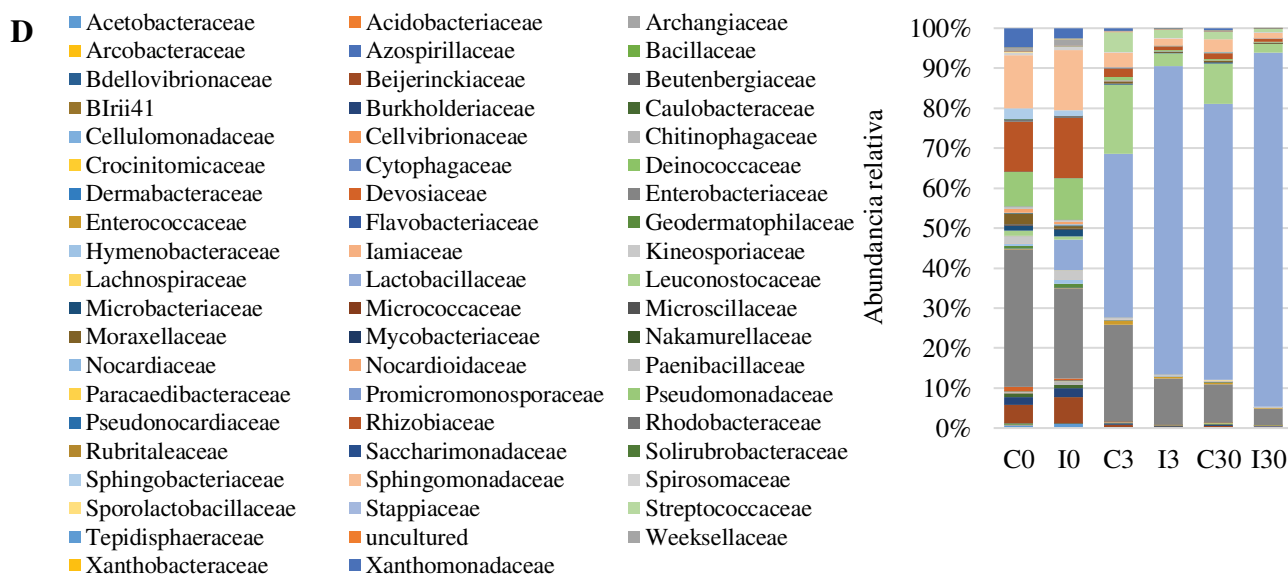 D
Acetobacteraceae Acidobacteriaceae Archangiaceae
Arcobacteraceae Azospirillaceae Bacillaceae
Bdellovibrionaceae Beijerinckiaceae Beutenbergiaceae
BIrii41 Burkholderiaceae Caulobacteraceae
Cellulomonadaceae Cellvibrionaceae Chitinophagaceae
Crocinitomicaceae Cytophagaceae Deinococcaceae
Dermabacteraceae Devosiaceae Enterobacteriaceae
Enterococcaceae Flavobacteriaceae Geodermatophilaceae
Hymenobacteraceae Iamiaceae Kineosporiaceae
Lachnospiraceae Lactobacillaceae Leuconostocaceae
Microbacteriaceae Micrococcaceae Microscillaceae
Moraxellaceae Mycobacteriaceae Nakamurellaceae
Nocardiaceae Nocardioidaceae Paenibacillaceae
Paracaedibacteraceae Promicromonosporaceae Pseudomonadaceae
Pseudonocardiaceae Rhizobiaceae Rhodobacteraceae
Rubritaleaceae Saccharimonadaceae Solirubrobacteraceae
Sphingobacteriaceae Sphingomonadaceae Spirosomaceae
Sporolactobacillaceae Stappiaceae Streptococcaceae
Tepidisphaeraceae uncultured Weeksellaceae
Xanthobacteraceae Xanthomonadaceae
Abundancia relativa
100%
90%
80%
70%
60%
50%
40%
30%
20%
10%
0%
C0 I0 C3 I3 C30 I30